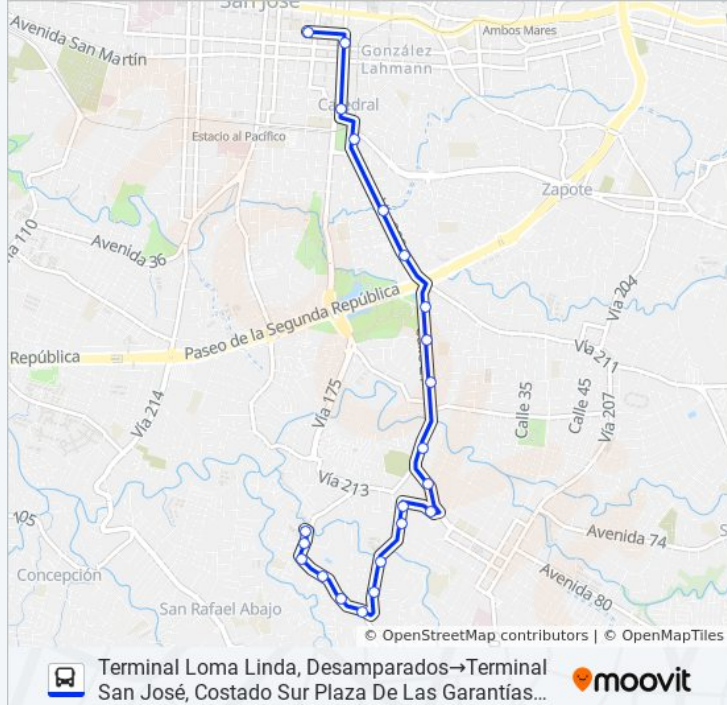 San José
Avenida San Martín
González
Lahmann
Ambos Mares
Catedral
Estacio al Pacífico
Zapote
110
Avenida 36
Vía 204
Paseo de la Segunda República
República
Vía 211
Vía 214
Vía 175
Calle 35
Calle 45
Vía 207
Vía 213
105
Avenida 74
Concepción
San Rafael Abajo
Avenida 80
© OpenStreetMap contributors | © OpenMapTiles
Terminal Loma Linda, Desamparados→Terminal
San José, Costado Sur Plaza De Las Garantías...
moovit